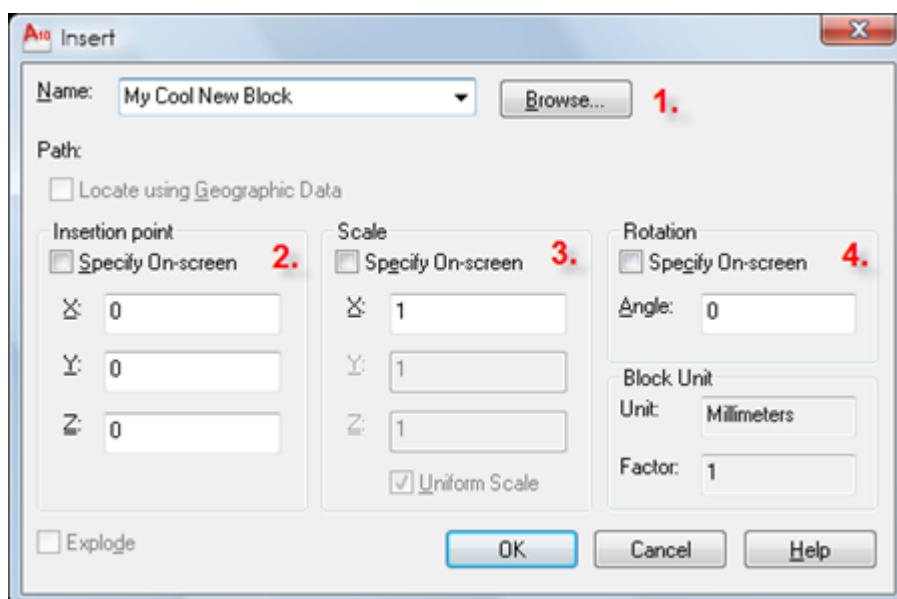 A10 Insert
Name: My Cool New Block Browse... 1.
Path:
Locate using Geographic Data
Insertion point
Specify On-screen 2.
X: 0
Y: 0
Z: 0
Scale
Specify On-screen 3.
X: 1
Y: 1
Z: 1
Uniform Scale
Rotation
Specify On-screen 4.
Angle: 0
Block Unit
Unit: Millimeters
Factor: 1
Explode
OK Cancel Help